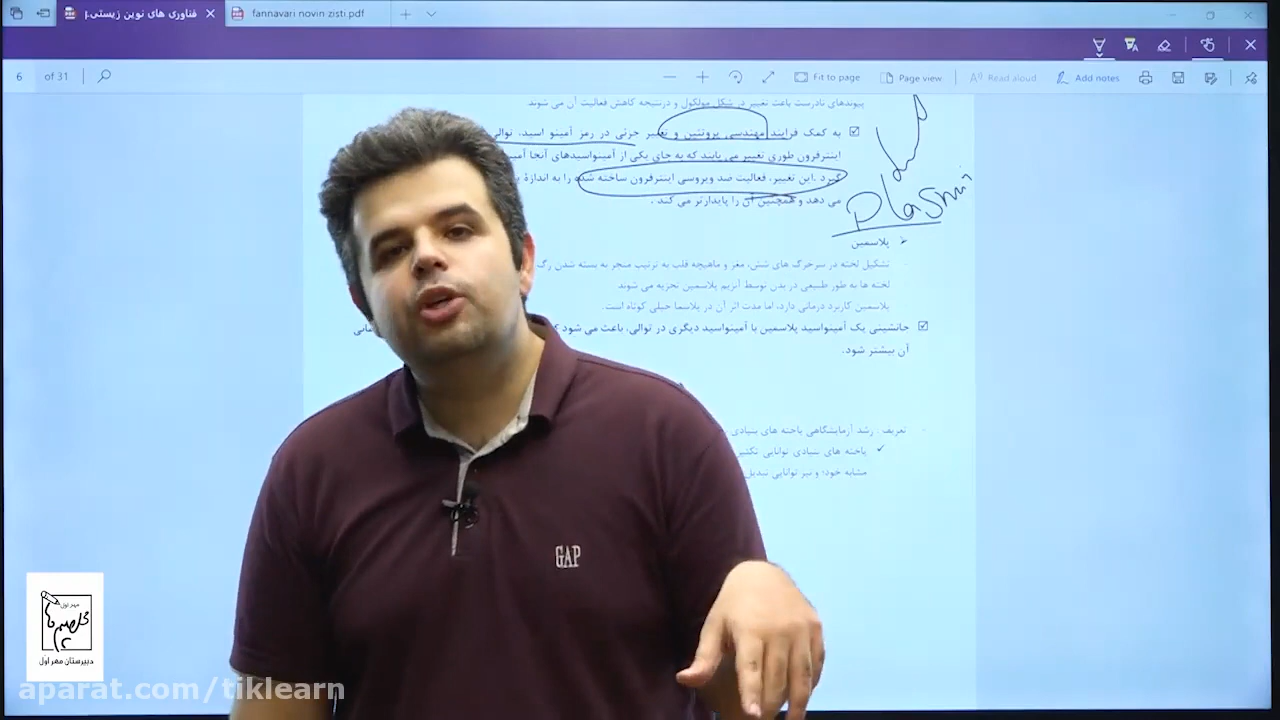 فناوری های نوین زیستی.p
fannavari novin zisti.pdf
6 of 31
Fit to page
Page view
Read aloud
Add notes
پیوندهای نادرست باعث تغییر در شکل مولکول و درنتیجه کاهش فعالیت آن می شوند
به کمک فرایند مهندسی پروتئین و تغییر جزئی در رمز آمینو اسید، توالی
اینترفرون طوری تغییر می یابند که به جای یکی از آمینواسیدهای آنجا
گیرد .این تغییر، فعالیت ضد ویروسی اینترفرون ساخته شده را به اندازهٔ
می دهد و همچنین آن را پایدارتر می کند .
Plasmi
پلاسمین
تشکیل لخته در سرخرگ های شش، مغز و ماهیچه قلب به ترتیب منجر به بسته شدن رگ
لخته ها به طور طبیعی در بدن توسط آنزیم پلاسمین تجزیه می شوند
پلاسمین کاربرد درمانی دارد، اما مدت اثر آن در پلاسما خیلی کوتاه است.
جانشینی یک آمینواسید پلاسمین با آمینواسید دیگری در توالی، باعث می شود
آن بیشتر شود.
تعریف : رشد آزمایشگاهی یاخته های بنیادی
یاخته های بنیادی توانایی تکثیر
مشابه خود؛ و نیز توانایی تبدیل
GAP
مهر اول
دبیرستان مهر اول
aparat.com/tiklearn